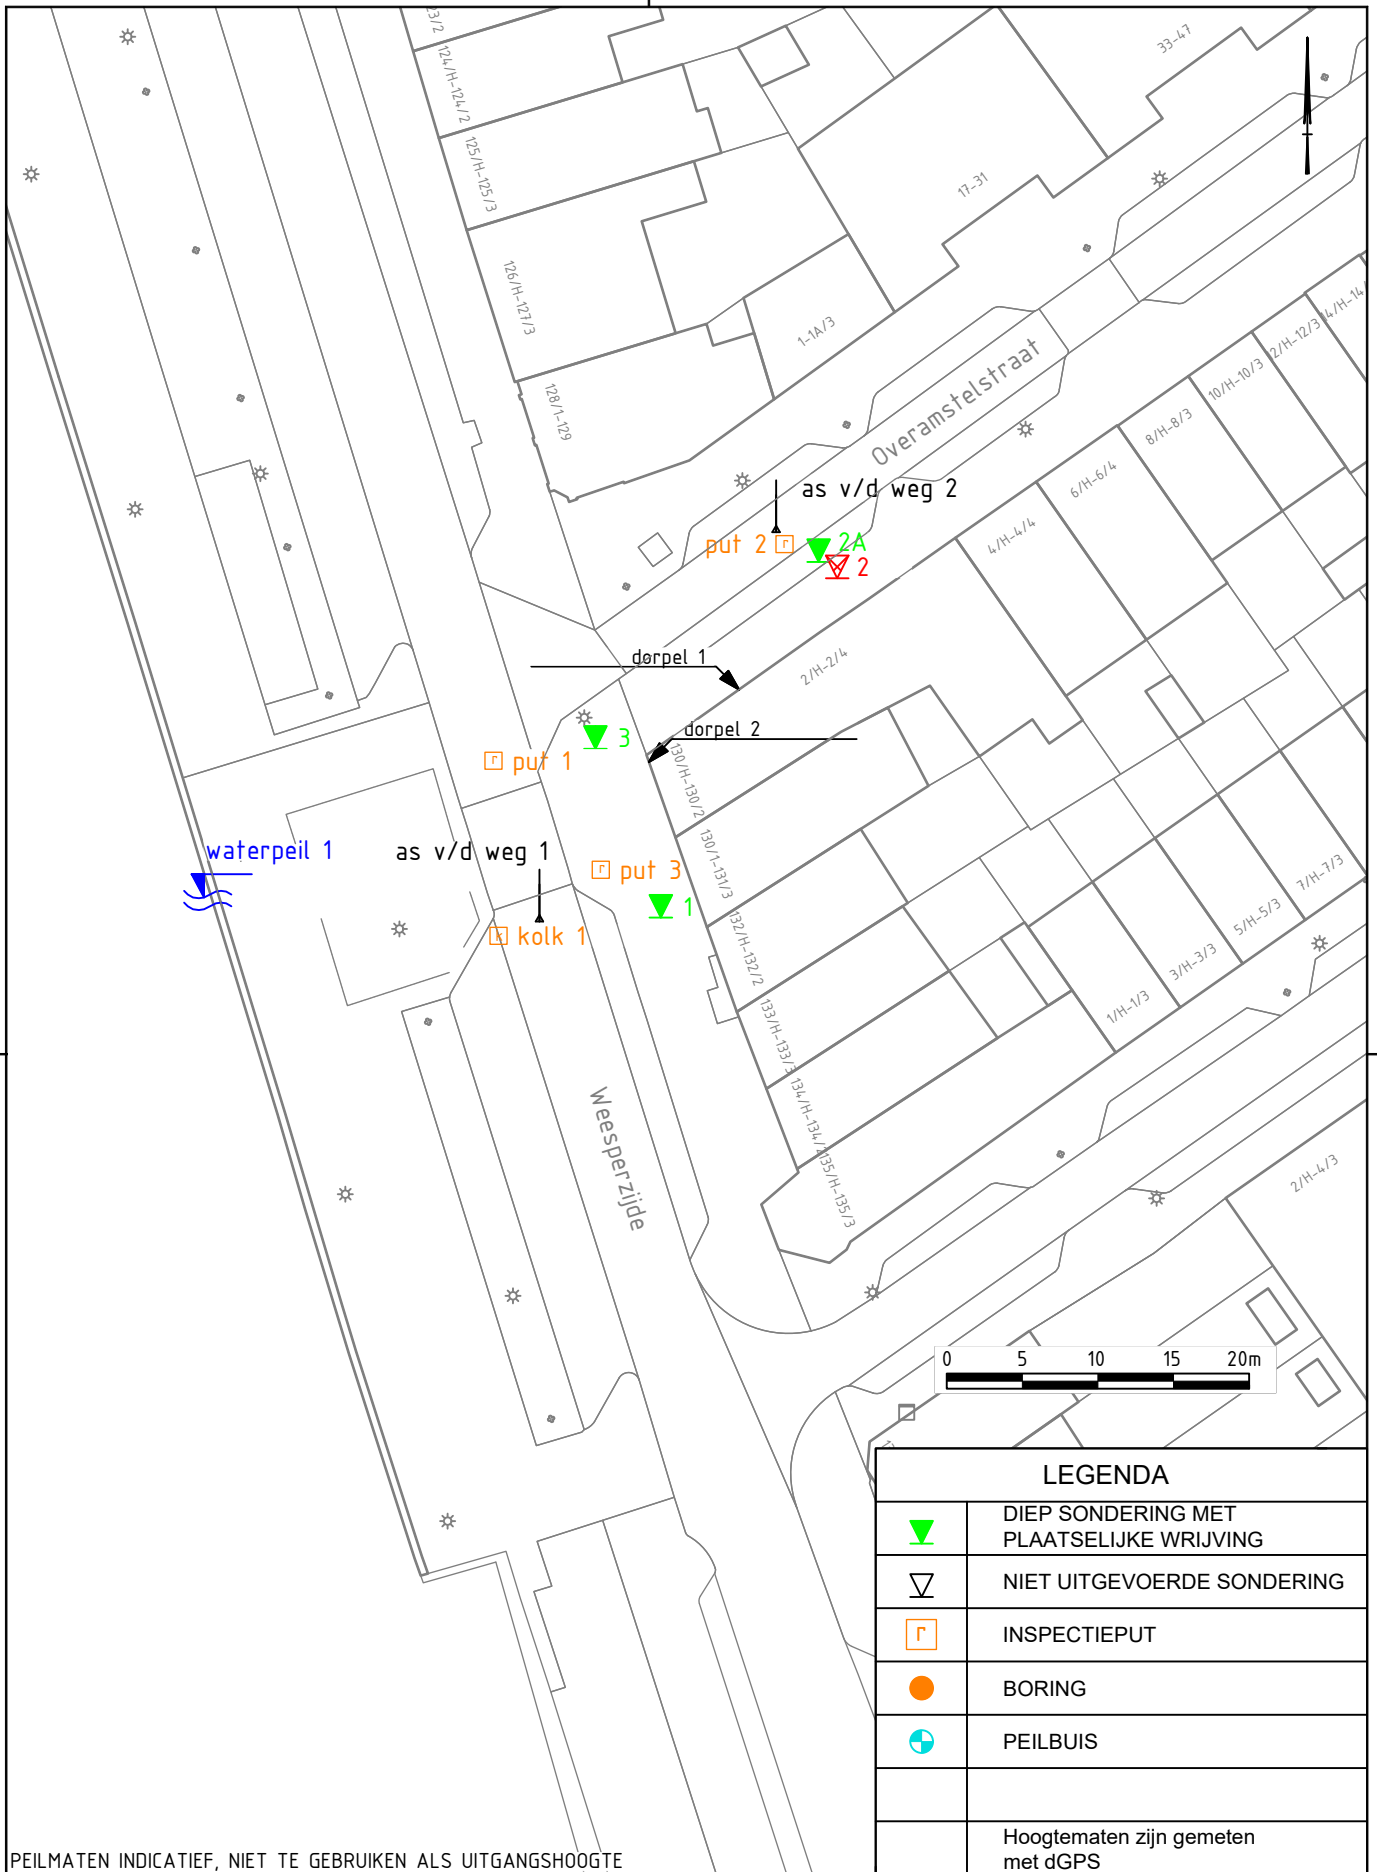 23/2
124/H-124/2
125/H-125/3
126/H-127/3
128/1-129
33-47
17-31
1-1A/3
Overamstelstraat
14/H-14/
2/H-12/3
10/H-10/3
8/H-8/3
6/H-6/4
4/H-4/4
2/H-2/4
as v/d weg 2
put 2
2A
2
dorpel 1
dorpel 2
3
put 1
130/H-130/2
130/1-131/3
132/H-132/2
133/H-133/3
134/H-134/2
135/H-135/3
waterpeil 1
as v/d weg 1
put 3
1
kolk 1
7/H-7/3
5/H-5/3
3/H-3/3
1/H-1/3
Weesperzijde
2/H-4/3
0 5 10 15 20m
LEGENDA
DIEP SONDERING MET
PLAATSELIJKE WRIJVING
NIET UITGEVOERDE SONDERING
INSPECTIEPUT
BORING
PEILBUIS
Hoogtematen zijn gemeten
met dGPS
PEILMATEN INDICATIEF, NIET TE GEBRUIKEN ALS UITGANGSHOOGTE